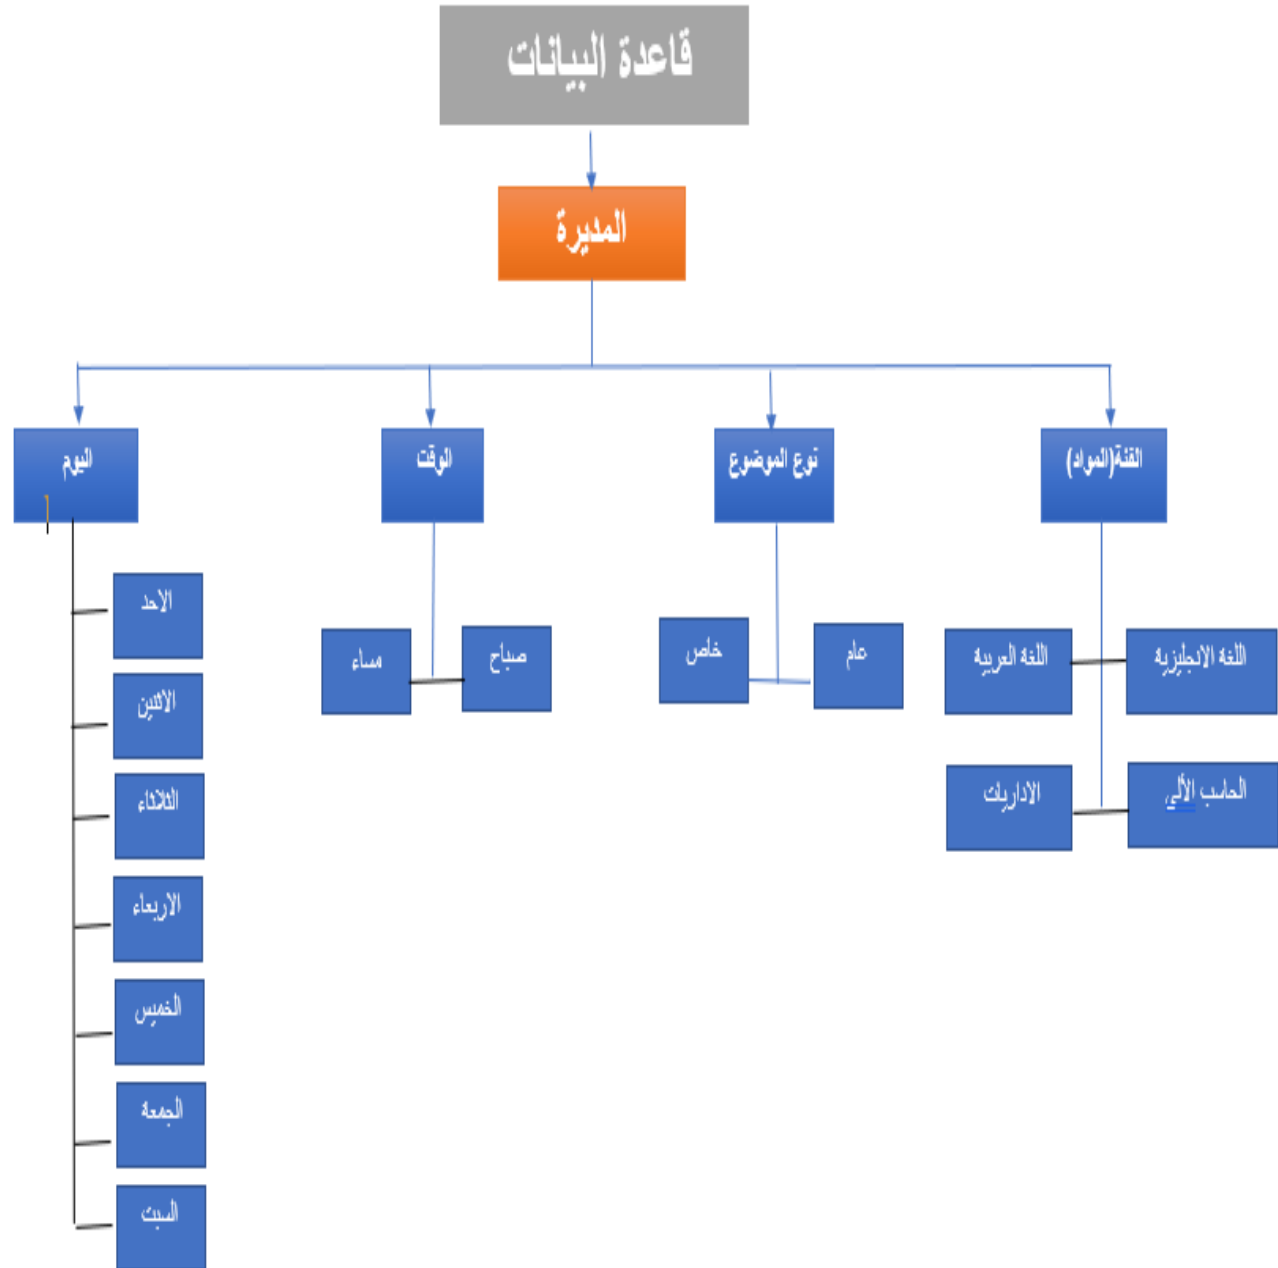 قاعدة البيانات
المديرة
الفئة(المواد)
نوع الموضوع
الوقت
اليوم
اللغة الانجليزية
اللغة العربية
الحاسب الألي
الاداريات
عام
خاص
صباح
مساء
الاحد
الاثنين
الثلاثاء
الاربعاء
الخميس
الجمعة
السبت